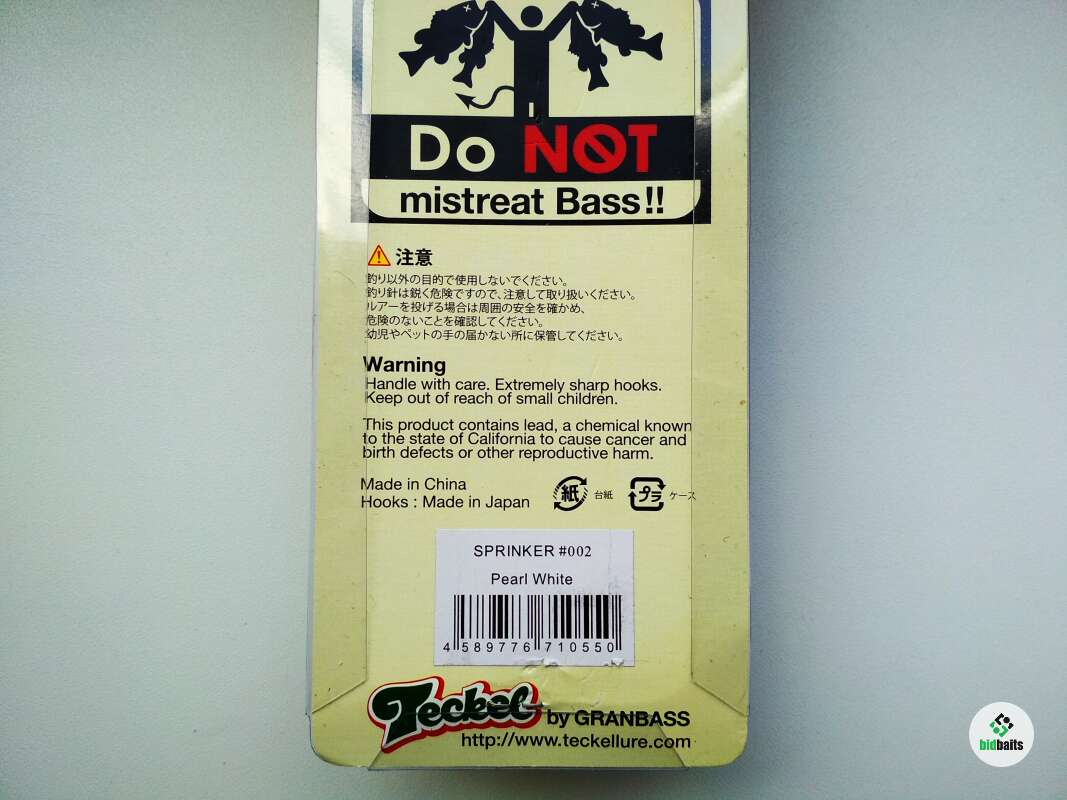 Do NOT
mistreat Bass!!
注意
釣り以外の目的で使用しないでください。
釣り針は鋭く危険ですので、注意して取り扱いください。
ルアーを投げる場合は周囲の安全を確かめ、
危険のないことを確認してください。
幼児やペットの手の届かない所に保管してください。
Warning
Handle with care. Extremely sharp hooks.
Keep out of reach of small children.
This product contains lead, a chemical known
to the state of California to cause cancer and
birth defects or other reproductive harm.
Made in China
Hooks : Made in Japan
紙 台紙
プラ ケース
SPRINKER #002
Pearl White
4 589776 710550
Teckel by GRANBASS
http://www.teckellure.com
bidbaits